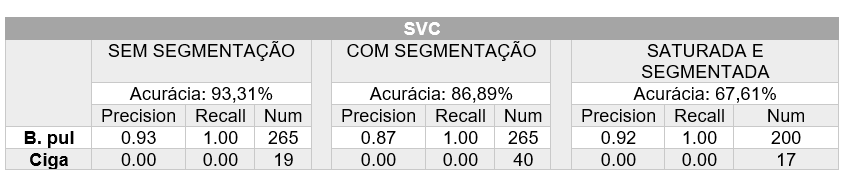 SVC
SEM SEGMENTAÇÃO COM SEGMENTAÇÃO SATURADA E SEGMENTADA
Acurácia: 93,31% Acurácia: 86,89% Acurácia: 67,61%
Precision Recall Num Precision Recall Num Precision Recall Num
B. pul 0.93 1.00 265 0.87 1.00 265 0.92 1.00 200
Ciga 0.00 0.00 19 0.00 0.00 40 0.00 0.00 17